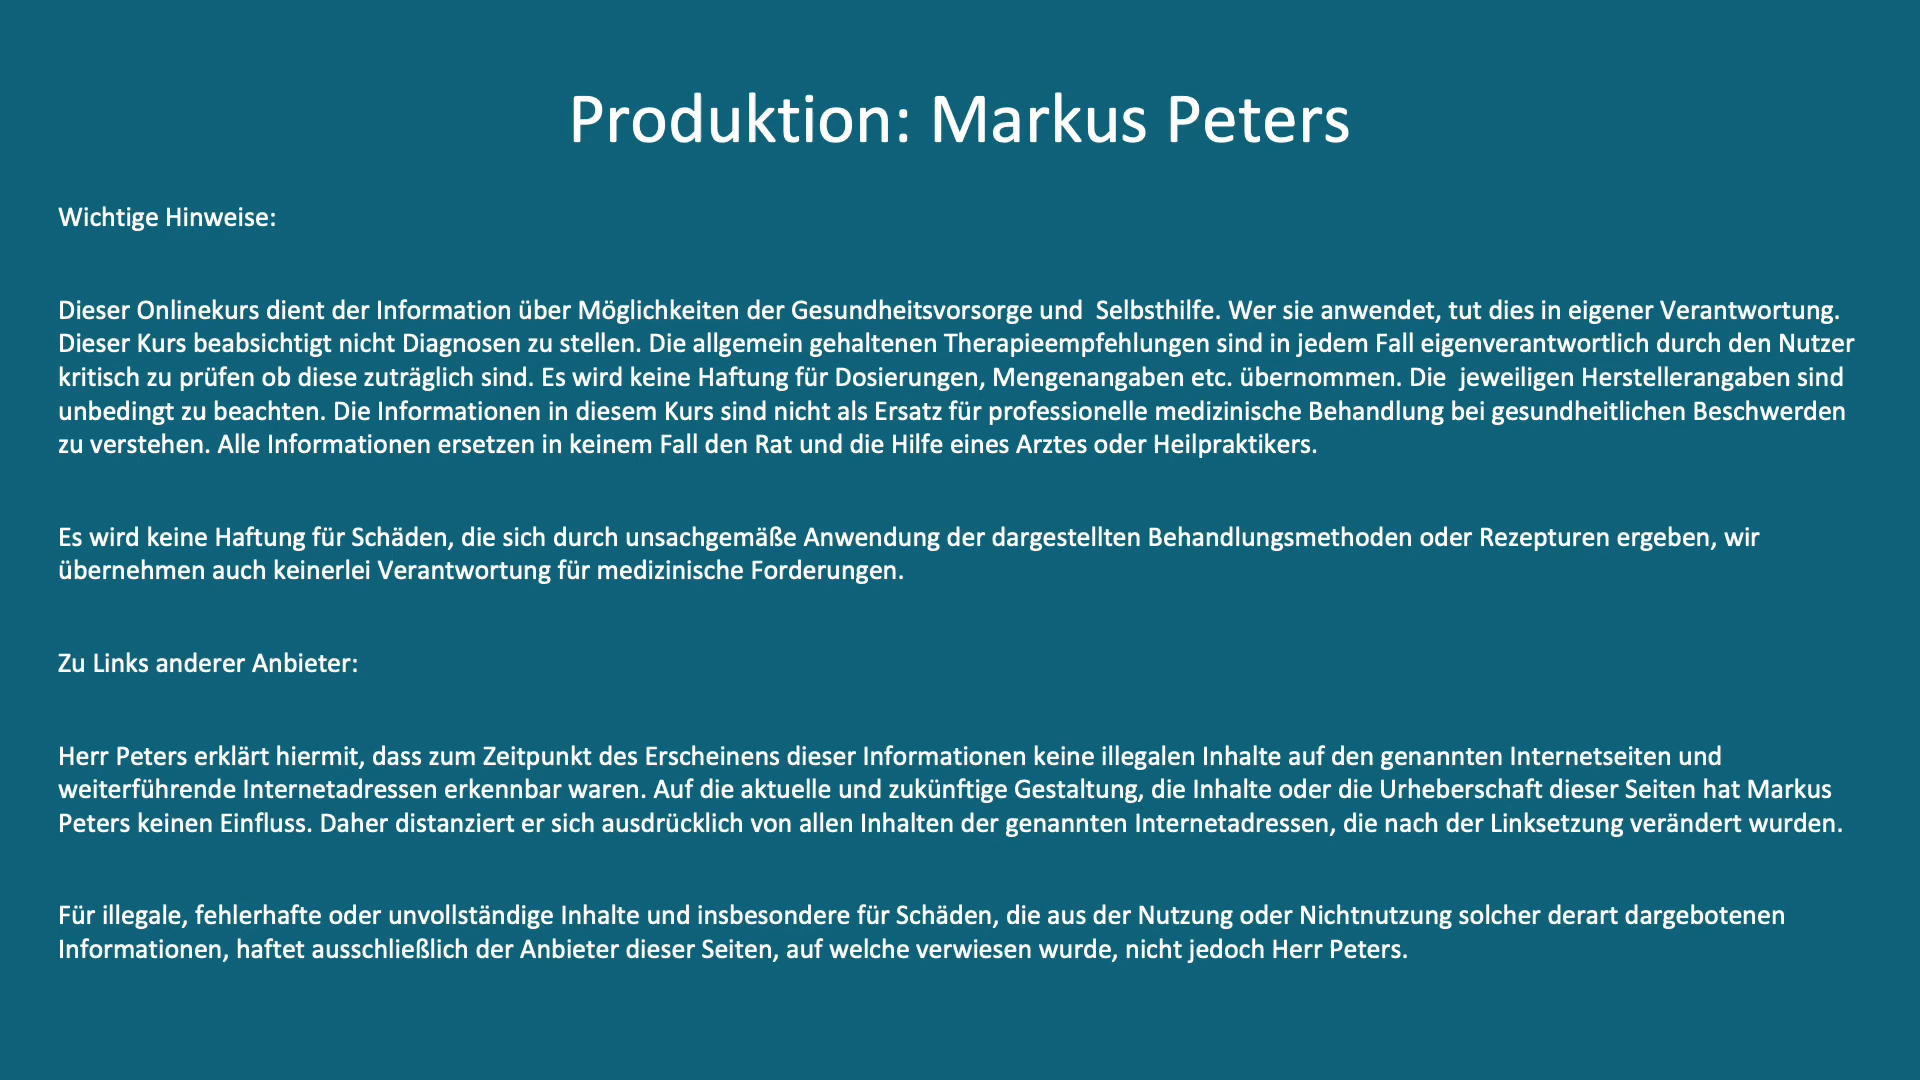 Produktion: Markus Peters
Wichtige Hinweise:
Dieser Onlinekurs dient der Information über Möglichkeiten der Gesundheitsvorsorge und  Selbsthilfe. Wer sie anwendet, tut dies in eigener Verantwortung.
Dieser Kurs beabsichtigt nicht Diagnosen zu stellen. Die allgemein gehaltenen Therapieempfehlungen sind in jedem Fall eigenverantwortlich durch den Nutzer
kritisch zu prüfen ob diese zuträglich sind. Es wird keine Haftung für Dosierungen, Mengenangaben etc. übernommen. Die  jeweiligen Herstellerangaben sind
unbedingt zu beachten. Die Informationen in diesem Kurs sind nicht als Ersatz für professionelle medizinische Behandlung bei gesundheitlichen Beschwerden
zu verstehen. Alle Informationen ersetzen in keinem Fall den Rat und die Hilfe eines Arztes oder Heilpraktikers.
Es wird keine Haftung für Schäden, die sich durch unsachgemäße Anwendung der dargestellten Behandlungsmethoden oder Rezepturen ergeben, wir
übernehmen auch keinerlei Verantwortung für medizinische Forderungen.
Zu Links anderer Anbieter:
Herr Peters erklärt hiermit, dass zum Zeitpunkt des Erscheinens dieser Informationen keine illegalen Inhalte auf den genannten Internetseiten und
weiterführende Internetadressen erkennbar waren. Auf die aktuelle und zukünftige Gestaltung, die Inhalte oder die Urheberschaft dieser Seiten hat Markus
Peters keinen Einfluss. Daher distanziert er sich ausdrücklich von allen Inhalten der genannten Internetadressen, die nach der Linksetzung verändert wurden.
Für illegale, fehlerhafte oder unvollständige Inhalte und insbesondere für Schäden, die aus der Nutzung oder Nichtnutzung solcher derart dargebotenen
Informationen, haftet ausschließlich der Anbieter dieser Seiten, auf welche verwiesen wurde, nicht jedoch Herr Peters.